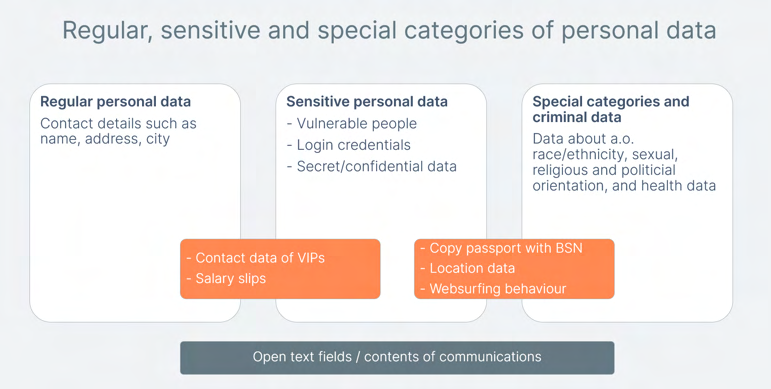 Regular, sensitive and special categories of personal data
Regular personal data
Contact details such as
name, address, city
Sensitive personal data
- Vulnerable people
- Login credentials
- Secret/confidential data
Special categories and
criminal data
Data about a.o.
race/ethnicity, sexual,
religious and politicial
orientation, and health data
- Contact data of VIPs
- Salary slips
- Copy passport with BSN
- Location data
- Websurfing behaviour
Open text fields / contents of communications